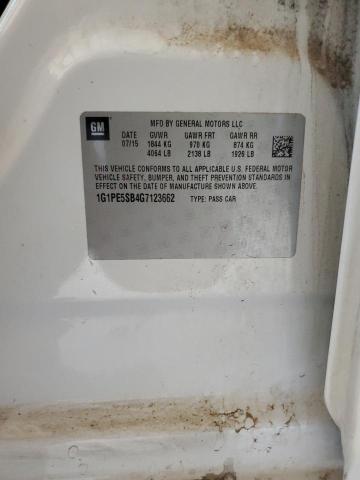 GM
MFD BY GENERAL MOTORS LLC
DATE GVWR GAWR FRT GAWR RR
07/15 1844 KG 970 KG 874 KG
4064 LB 2138 LB 1926 LB
THIS VEHICLE CONFORMS TO ALL APPLICABLE U.S. FEDERAL MOTOR
VEHICLE SAFETY, BUMPER, AND THEFT PREVENTION STANDARDS
IN EFFECT ON THE DATE OF MANUFACTURE SHOWN ABOVE.
1G1PE5SB4G7123662 TYPE: PASS CAR